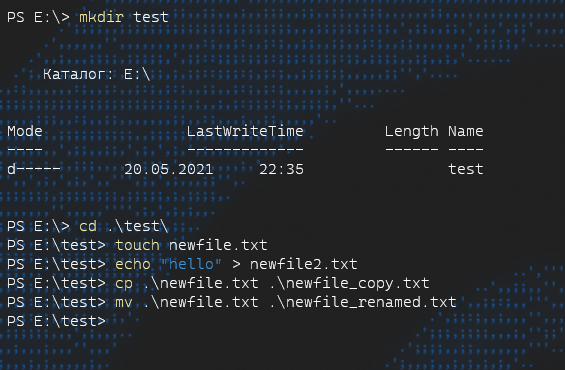 PS E:\> mkdir test
Каталог: E:\
Mode LastWriteTime Length Name
---- ------------- ------ ----
d----- 20.05.2021 22:35 test
PS E:\> cd .\test\
PS E:\test> touch newfile.txt
PS E:\test> echo "hello" > newfile2.txt
PS E:\test> cp .\newfile.txt .\newfile_copy.txt
PS E:\test> mv .\newfile.txt .\newfile_renamed.txt
PS E:\test>